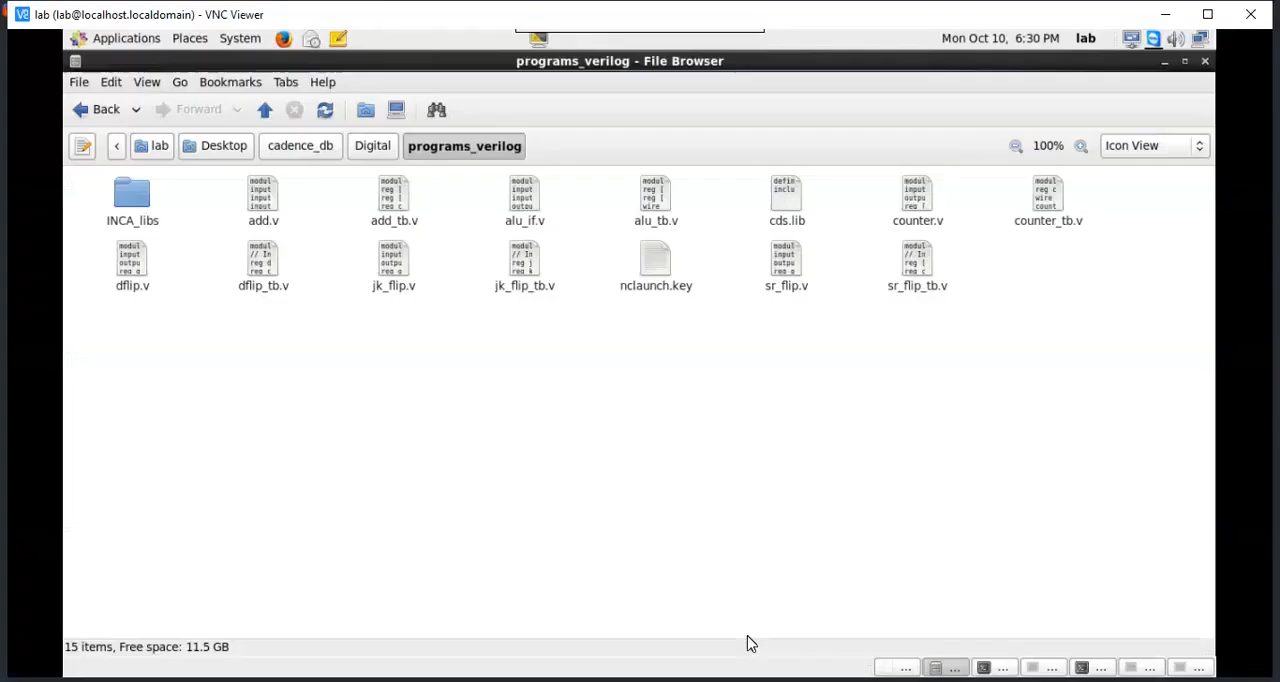 lab (lab@localhost.localdomain) - VNC Viewer
Applications Places System Mon Oct 10, 6:30 PM lab
programs_verilog - File Browser
File Edit View Go Bookmarks Tabs Help
Back Forward
lab Desktop cadence_db Digital programs_verilog 100% Icon View
INCA_libs add.v add_tb.v alu_if.v alu_tb.v cds.lib counter.v counter_tb.v
dflip.v dflip_tb.v jk_flip.v jk_flip_tb.v nclaunch.key sr_flip.v sr_flip_tb.v
15 items, Free space: 11.5 GB
... ... ... ... ... ... ...